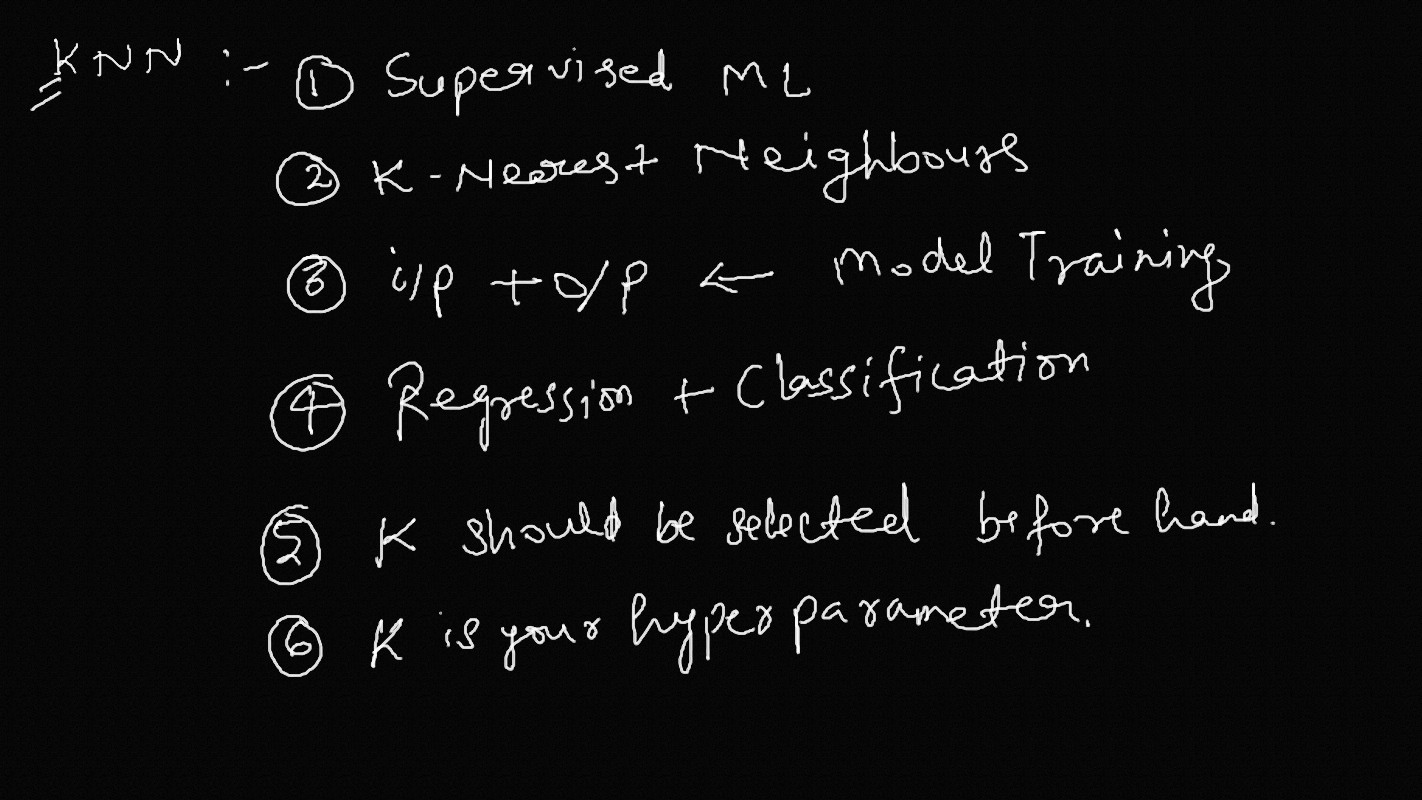 KNN :- ① Supervised ML
② K-Nearest Neighbours
③ i/p + o/p ← Model Training
④ Regression + Classification
⑤ K should be selected before hand.
⑥ K is your hyperparameter.